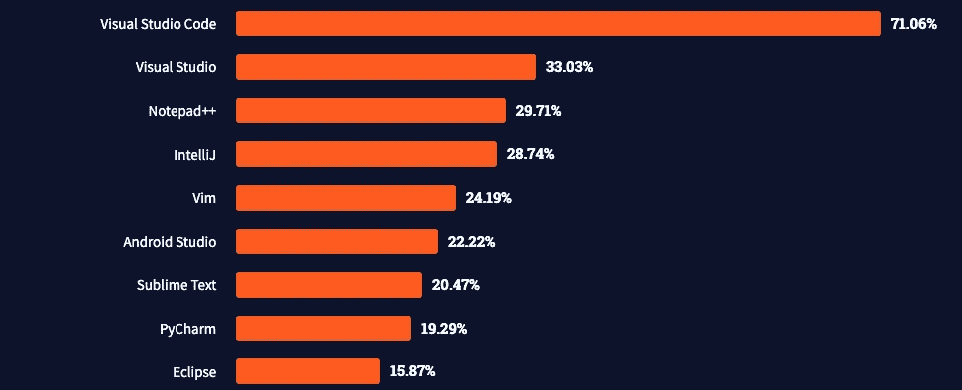 Visual Studio Code 71.06%
Visual Studio 33.03%
Notepad++ 29.71%
IntelliJ 28.74%
Vim 24.19%
Android Studio 22.22%
Sublime Text 20.47%
PyCharm 19.29%
Eclipse 15.87%